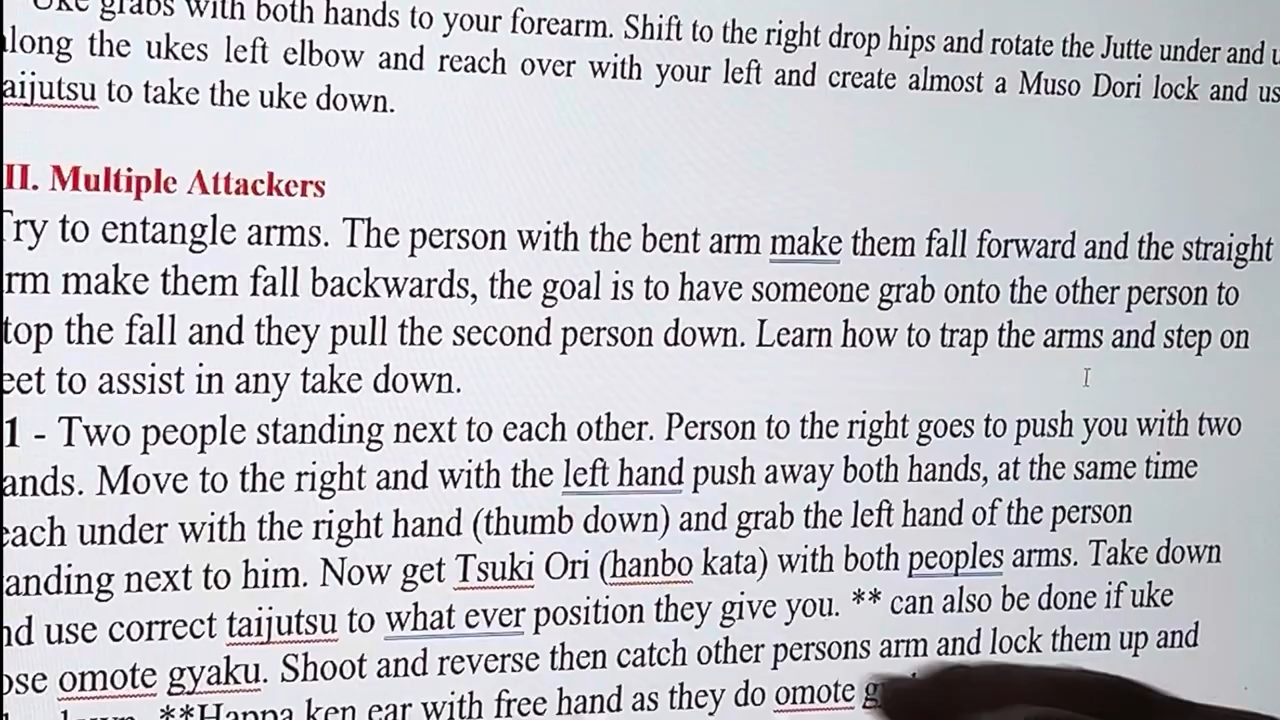 Uke grabs with both hands to your forearm. Shift to the right drop hips and rotate the Jutte under and
long the ukes left elbow and reach over with your left and create almost a Muso Dori lock and us
aijutsu to take the uke down.
II. Multiple Attackers
Try to entangle arms. The person with the bent arm make them fall forward and the straight
rm make them fall backwards, the goal is to have someone grab onto the other person to
top the fall and they pull the second person down. Learn how to trap the arms and step on
eet to assist in any take down.
1 - Two people standing next to each other. Person to the right goes to push you with two
ands. Move to the right and with the left hand push away both hands, at the same time
each under with the right hand (thumb down) and grab the left hand of the person
anding next to him. Now get Tsuki Ori (hanbo kata) with both peoples arms. Take down
nd use correct taijutsu to what ever position they give you. ** can also be done if uke
ose omote gyaku. Shoot and reverse then catch other persons arm and lock them up and
**Happa ken ear with free hand as they do omote